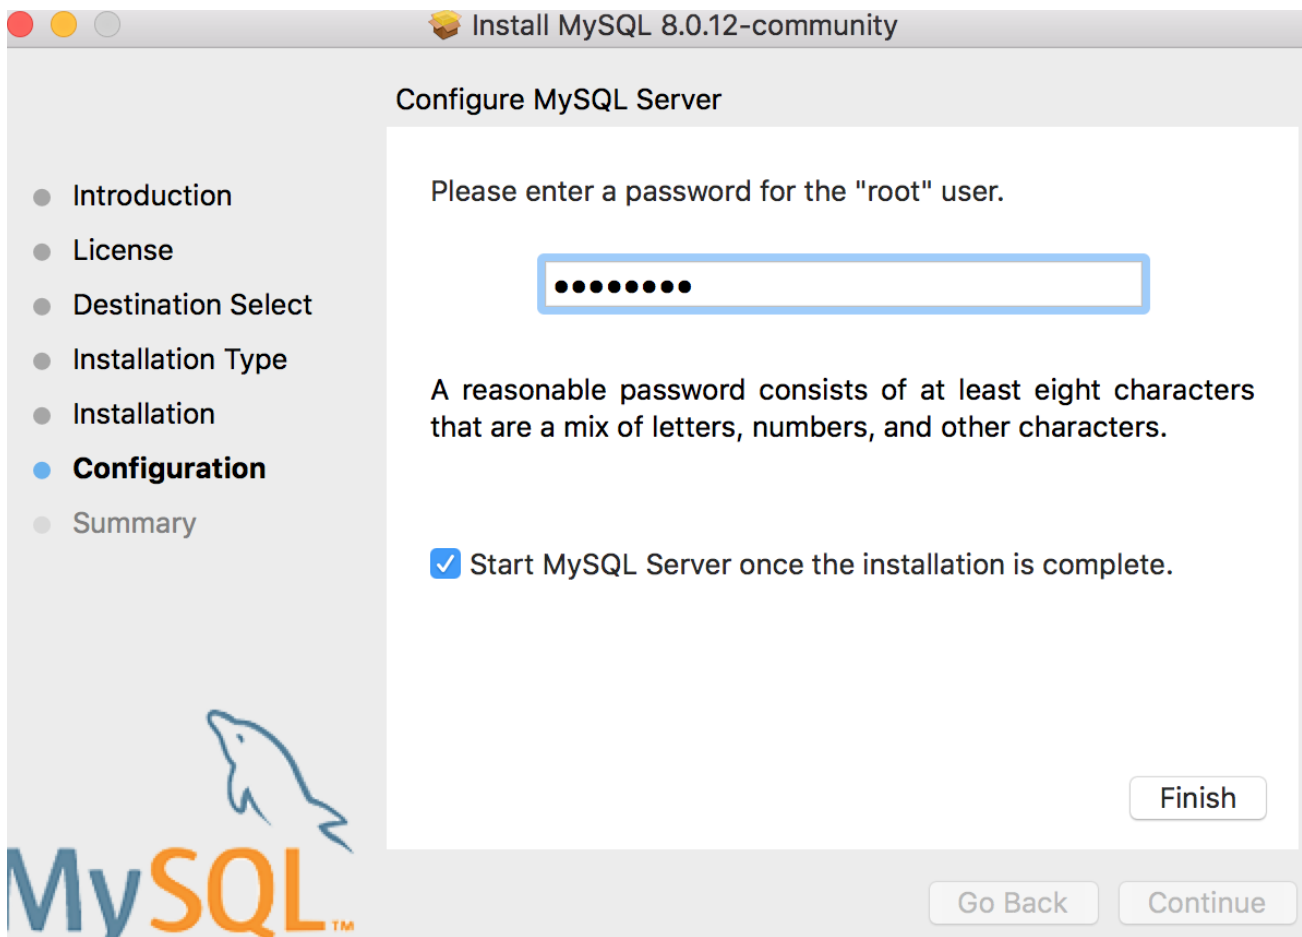 Install MySQL 8.0.12-community
Configure MySQL Server
Introduction
License
Destination Select
Installation Type
Installation
Configuration
Summary
Please enter a password for the "root" user.
••••••••
A reasonable password consists of at least eight characters
that are a mix of letters, numbers, and other characters.
Start MySQL Server once the installation is complete.
Finish
MySQL™
Go Back
Continue